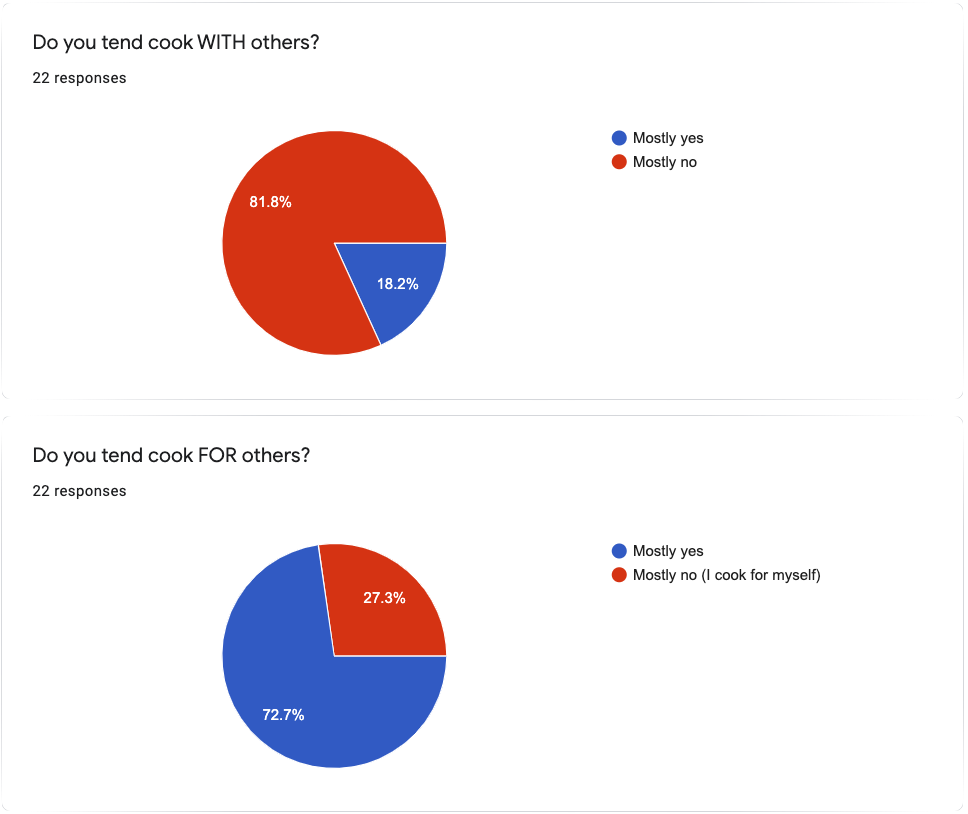 Do you tend cook WITH others?
22 responses
Mostly yes
Mostly no
81.8%
18.2%
Do you tend cook FOR others?
22 responses
Mostly yes
Mostly no (I cook for myself)
27.3%
72.7%